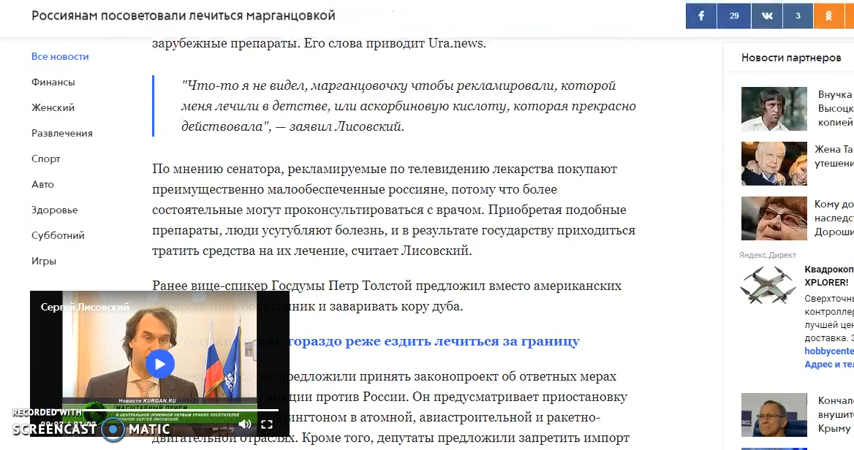 Россиянам посоветовали лечиться марганцовкой
29
3
Все новости
Финансы
Женский
Развлечения
Спорт
Авто
Здоровье
Субботний
Игры
зарубежные препараты. Его слова приводит Ura.news.
"Что-то я не видел, марганцовочку чтобы рекламировали, которой
меня лечили в детстве, или аскорбиновую кислоту, которая прекрасно
действовала", — заявил Лисовский.
По мнению сенатора, рекламируемые по телевидению лекарства покупают
преимущественно малообеспеченные россияне, потому что более
состоятельные могут проконсультироваться с врачом. Приобретая подобные
препараты, люди усугубляют болезнь, и в результате государству приходиться
тратить средства на их лечение, считает Лисовский.
Ранее вице-спикер Госдумы Петр Толстой предложил вместо американских
и заваривать кору дуба.
гораздо реже ездить лечиться за границу
предложили принять законопроект об ответных мерах
против России. Он предусматривает приостановку
в атомной, авиастроительной и ракетно-
двигательной отраслях. Кроме того, депутаты предложили запретить импорт
Сергей Лисовский
Новости KURGAN.RU
RECORDED WITH
SCREENCAST MATIC
Новости партнеров
Внучка
Высоцк
копией
Жена Та
утешени
Кому до
наследс
Дороши
Яндекс.Директ
Квадрокоп
XPLORER!
Сверхточны
контроллер
лучшей цен
доставка. З
hobbycente
Адрес и тел
Кончал
внушит
Крыму